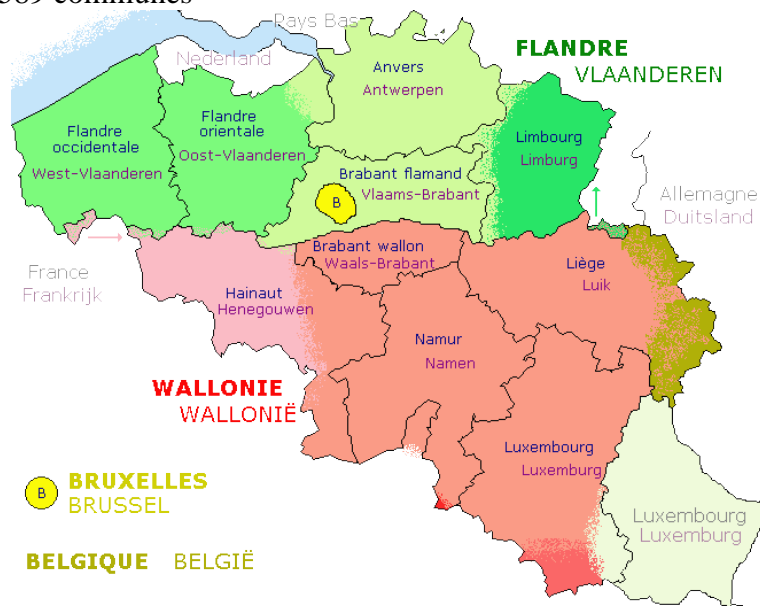 589 communes
Pays Bas
Nederland
FLANDRE
VLAANDEREN
Anvers
Antwerpen
Flandre
occidentale
West-Vlaanderen
Flandre
orientale
Oost-Vlaanderen
Limbourg
Limburg
Brabant flamand
Vlaams-Brabant
B
Allemagne
Duitsland
France
Frankrijk
Brabant wallon
Waals-Brabant
Liège
Luik
Hainaut
Henegouwen
Namur
Namen
WALLONIE
WALLONIË
Luxembourg
Luxemburg
B
BRUXELLES
BRUSSEL
Luxembourg
Luxemburg
BELGIQUE BELGIË